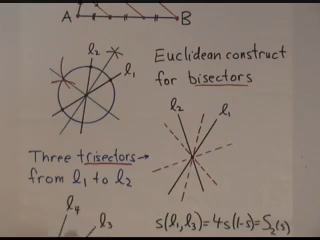 A B
Euclidean construct
for bisectors
l₂ l₁
l₂ l₁
Three trisectors→
from l₁ to l₂
l₄ l₃
s(l₁,l₃)=4s(1-s)=S₂(s)